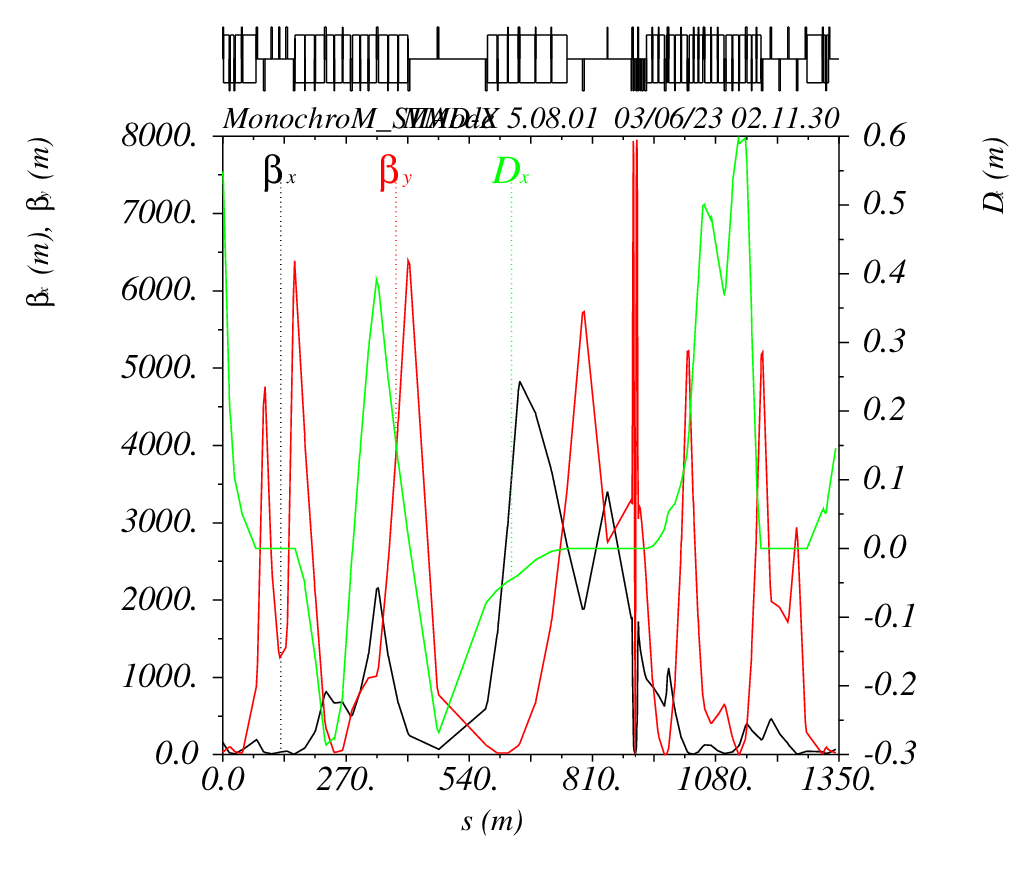 MonochroM_ MAD-X 5.08.01 03/06/23 02.11.30
8000.
7000.
6000.
5000.
4000.
3000.
2000.
1000.
0.0
βx (m), βy (m)
βx
βy
Dx
0.6
0.5
0.4
0.3
0.2
0.1
0.0
-0.1
-0.2
-0.3
Dx (m)
0.0 270. 540. 810. 1080. 1350.
s (m)